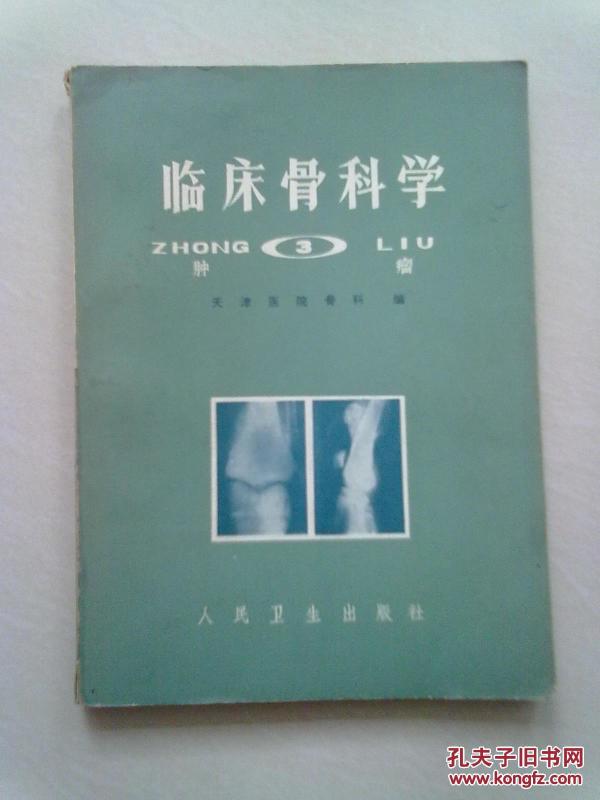 临床骨科学
ZHONG 3 LIU
肿 瘤
天津医院骨科 编
人民卫生出版社
孔夫子旧书网
www.kongfz.com